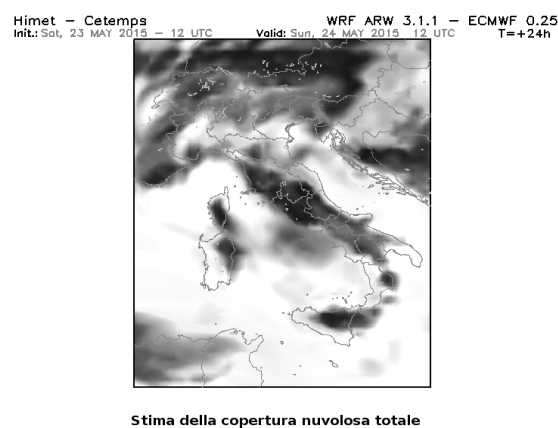 Himet – Cetemps WRF ARW 3.1.1 – ECMWF 0.25
Init.: Sat, 23 MAY 2015 – 12 UTC Valid: Sun, 24 MAY 2015 12 UTC T=+24h
Stima della copertura nuvolosa totale